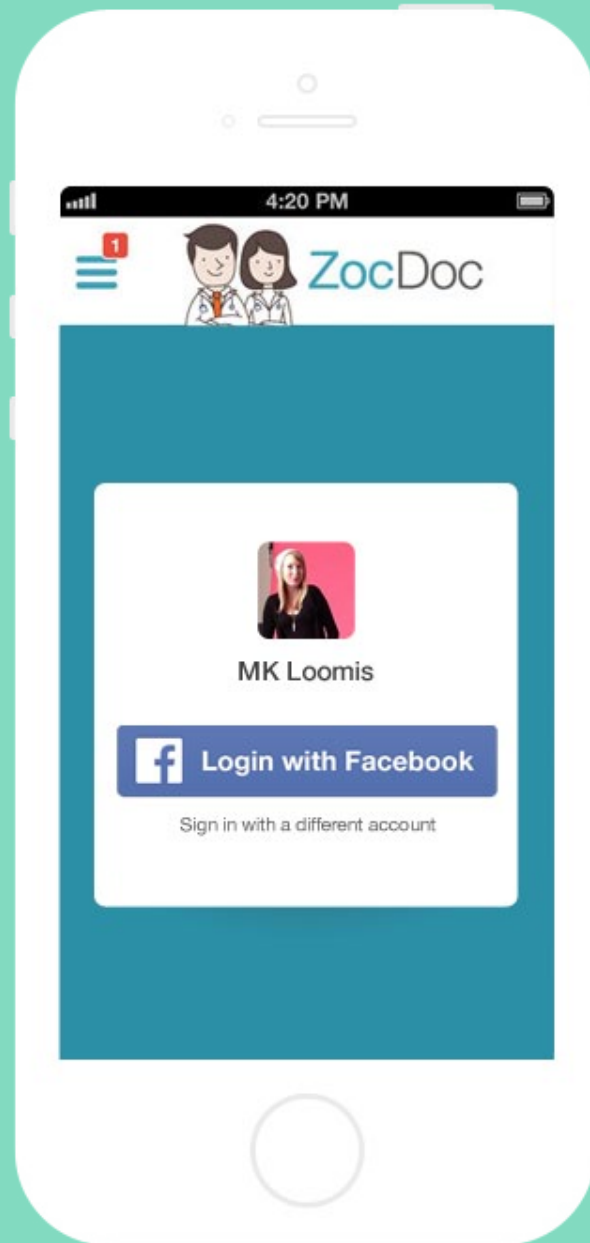 4:20 PM
1
ZocDoc
MK Loomis
f Login with Facebook
Sign in with a different account